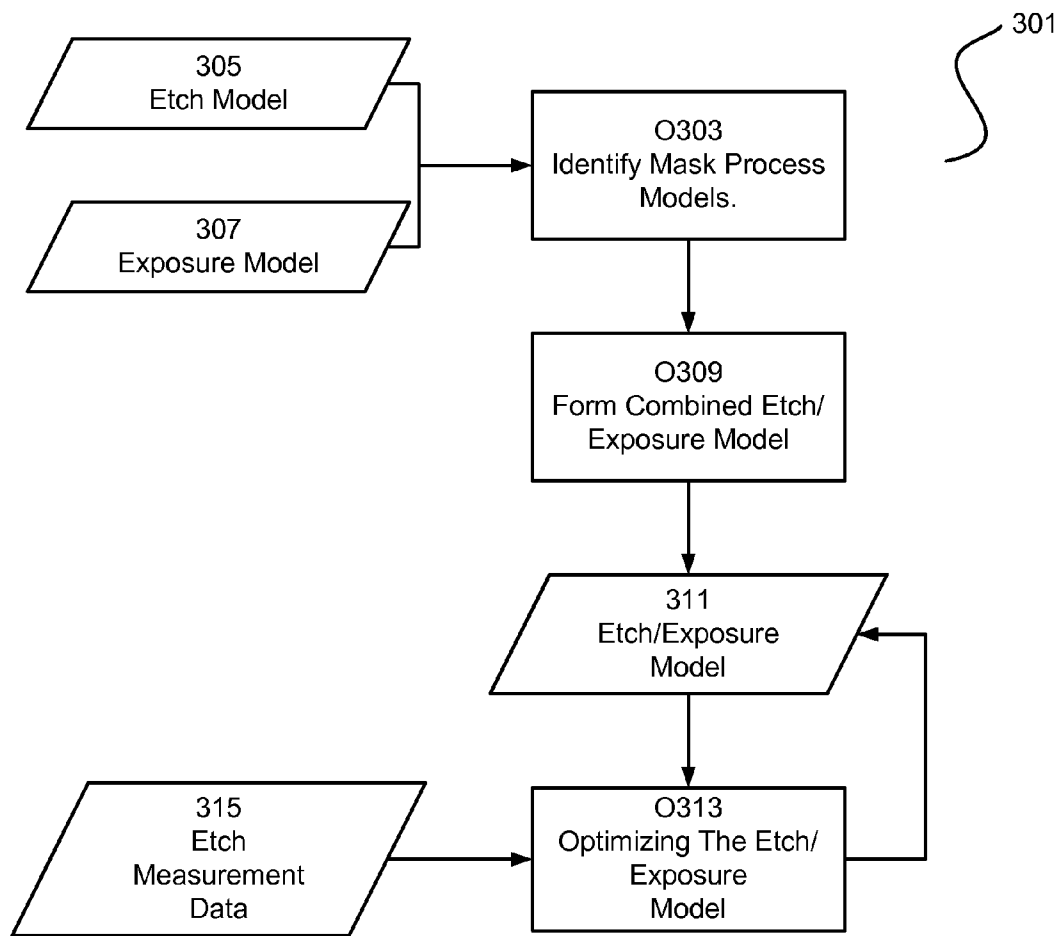 301
305
Etch Model
O303
Identify Mask Process
Models.
307
Exposure Model
O309
Form Combined Etch/
Exposure Model
311
Etch/Exposure
Model
315
Etch
Measurement
Data
O313
Optimizing The Etch/
Exposure
Model